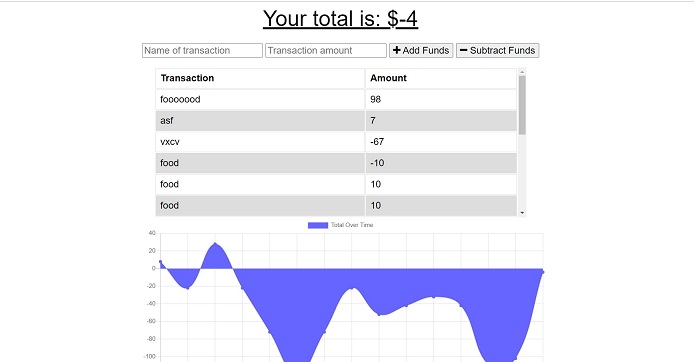 Your total is: $-4
Name of transaction Transaction amount + Add Funds − Subtract Funds
Transaction Amount
fooooood 98
asf 7
vxcv -67
food -10
food 10
food 10
Total Over Time
40
20
0
-20
-40
-60
-80
-100